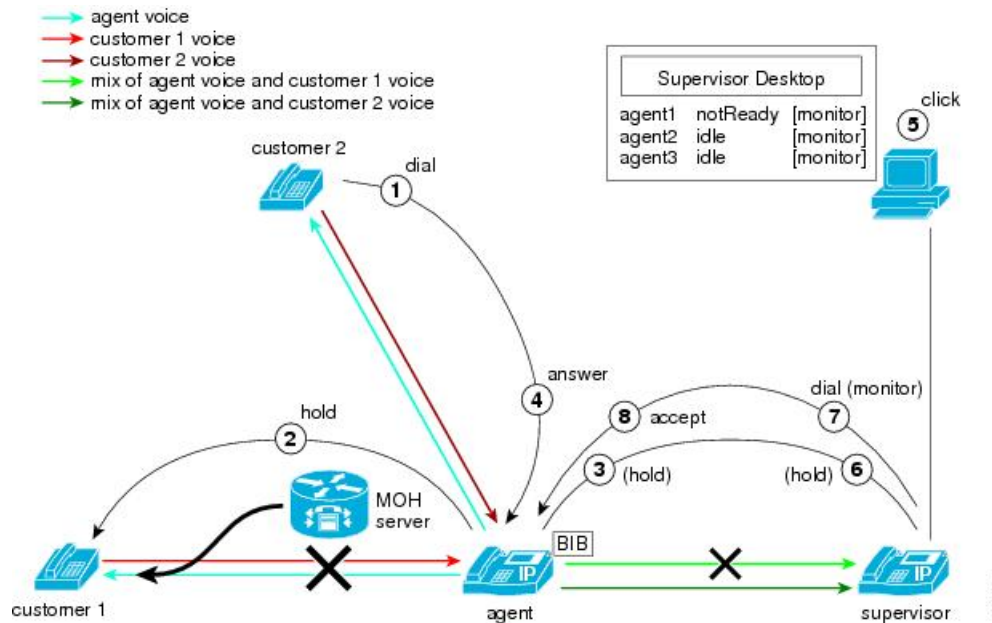 agent voice
customer 1 voice
customer 2 voice
mix of agent voice and customer 1 voice
mix of agent voice and customer 2 voice
Supervisor Desktop
agent1 notReady [monitor]
agent2 idle [monitor]
agent3 idle [monitor]
click
5
customer 2
dial
1
answer
4
dial (monitor)
7
8
accept
hold
2
3
(hold)
(hold)
6
MOH
server
BIB
IP
IP
customer 1
agent
supervisor